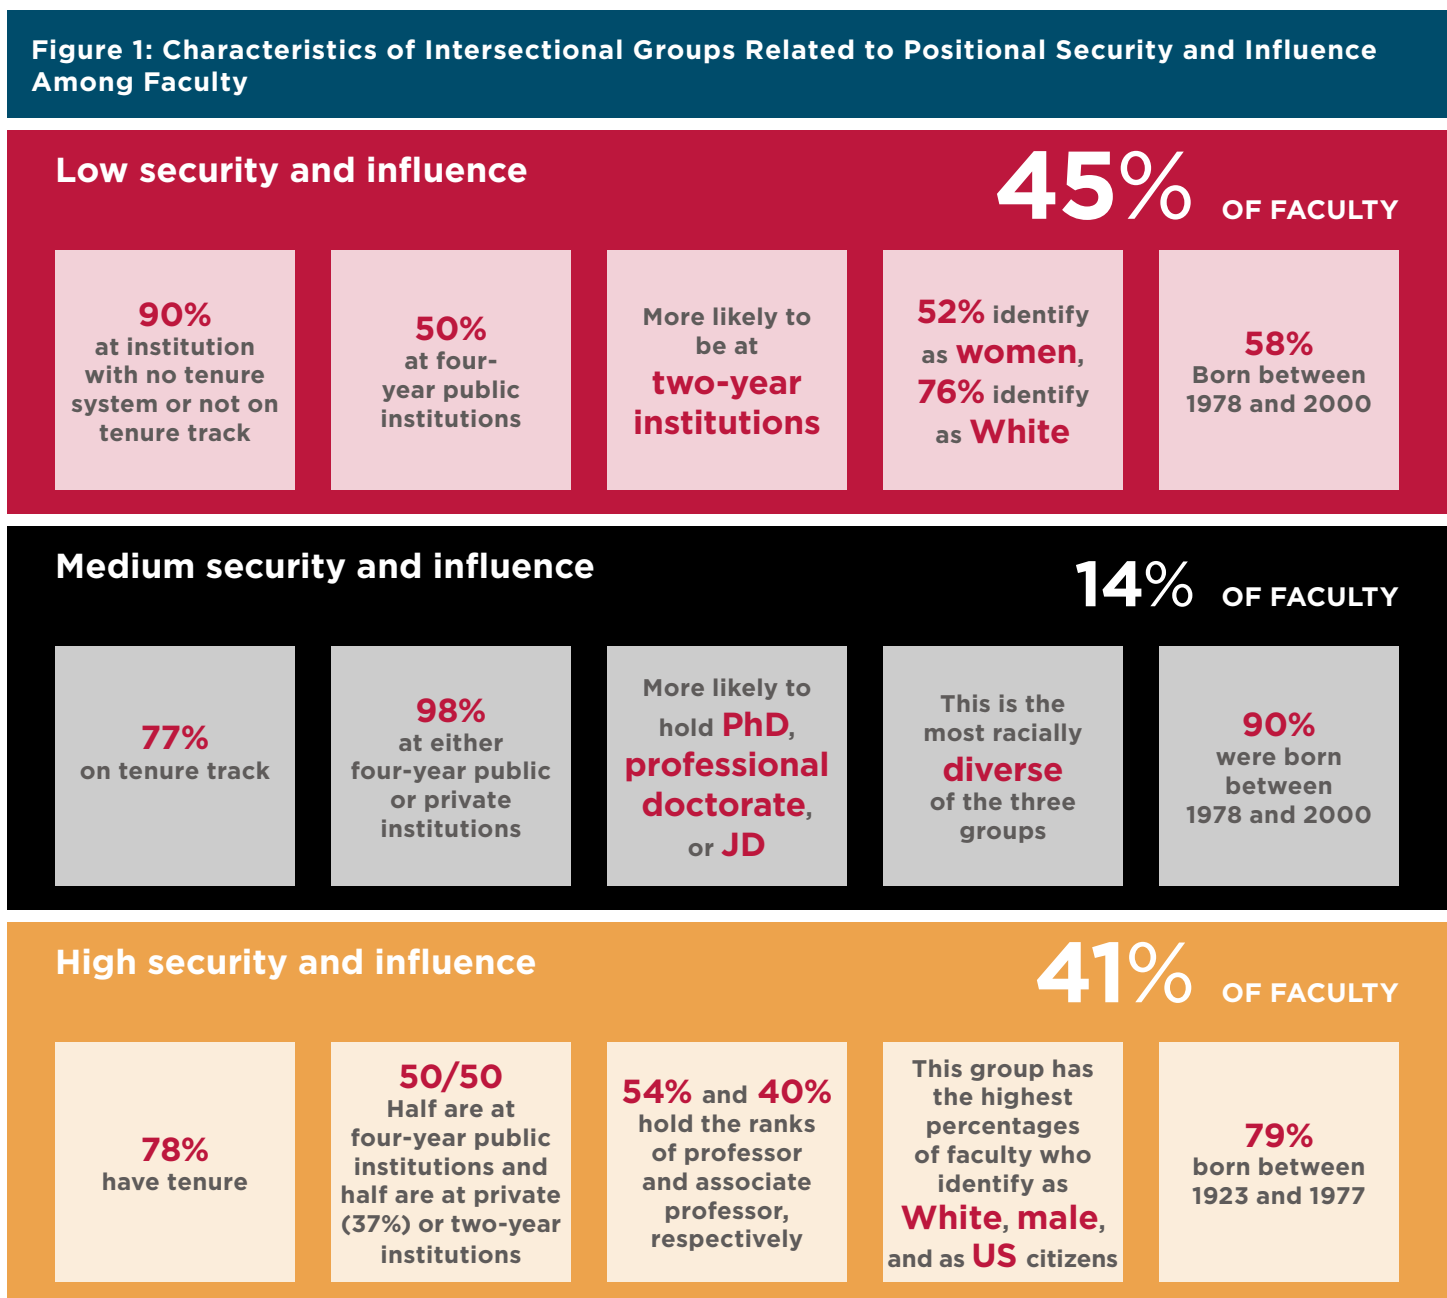 Figure 1: Characteristics of Intersectional Groups Related to Positional Security and Influence
Among Faculty
Low security and influence
45% OF FACULTY
90%
at institution
with no tenure
system or not on
tenure track
50%
at four-
year public
institutions
More likely to
be at
two-year
institutions
52% identify
as women,
76% identify
as White
58%
Born between
1978 and 2000
Medium security and influence
14% OF FACULTY
77%
on tenure track
98%
at either
four-year public
or private
institutions
More likely to
hold PhD,
professional
doctorate,
or JD
This is the
most racially
diverse
of the three
groups
90%
were born
between
1978 and 2000
High security and influence
41% OF FACULTY
78%
have tenure
50/50
Half are at
four-year public
institutions and
half are at private
(37%) or two-year
institutions
54% and 40%
hold the ranks
of professor
and associate
professor,
respectively
This group has
the highest
percentages
of faculty who
identify as
White, male,
and as US citizens
79%
born between
1923 and 1977